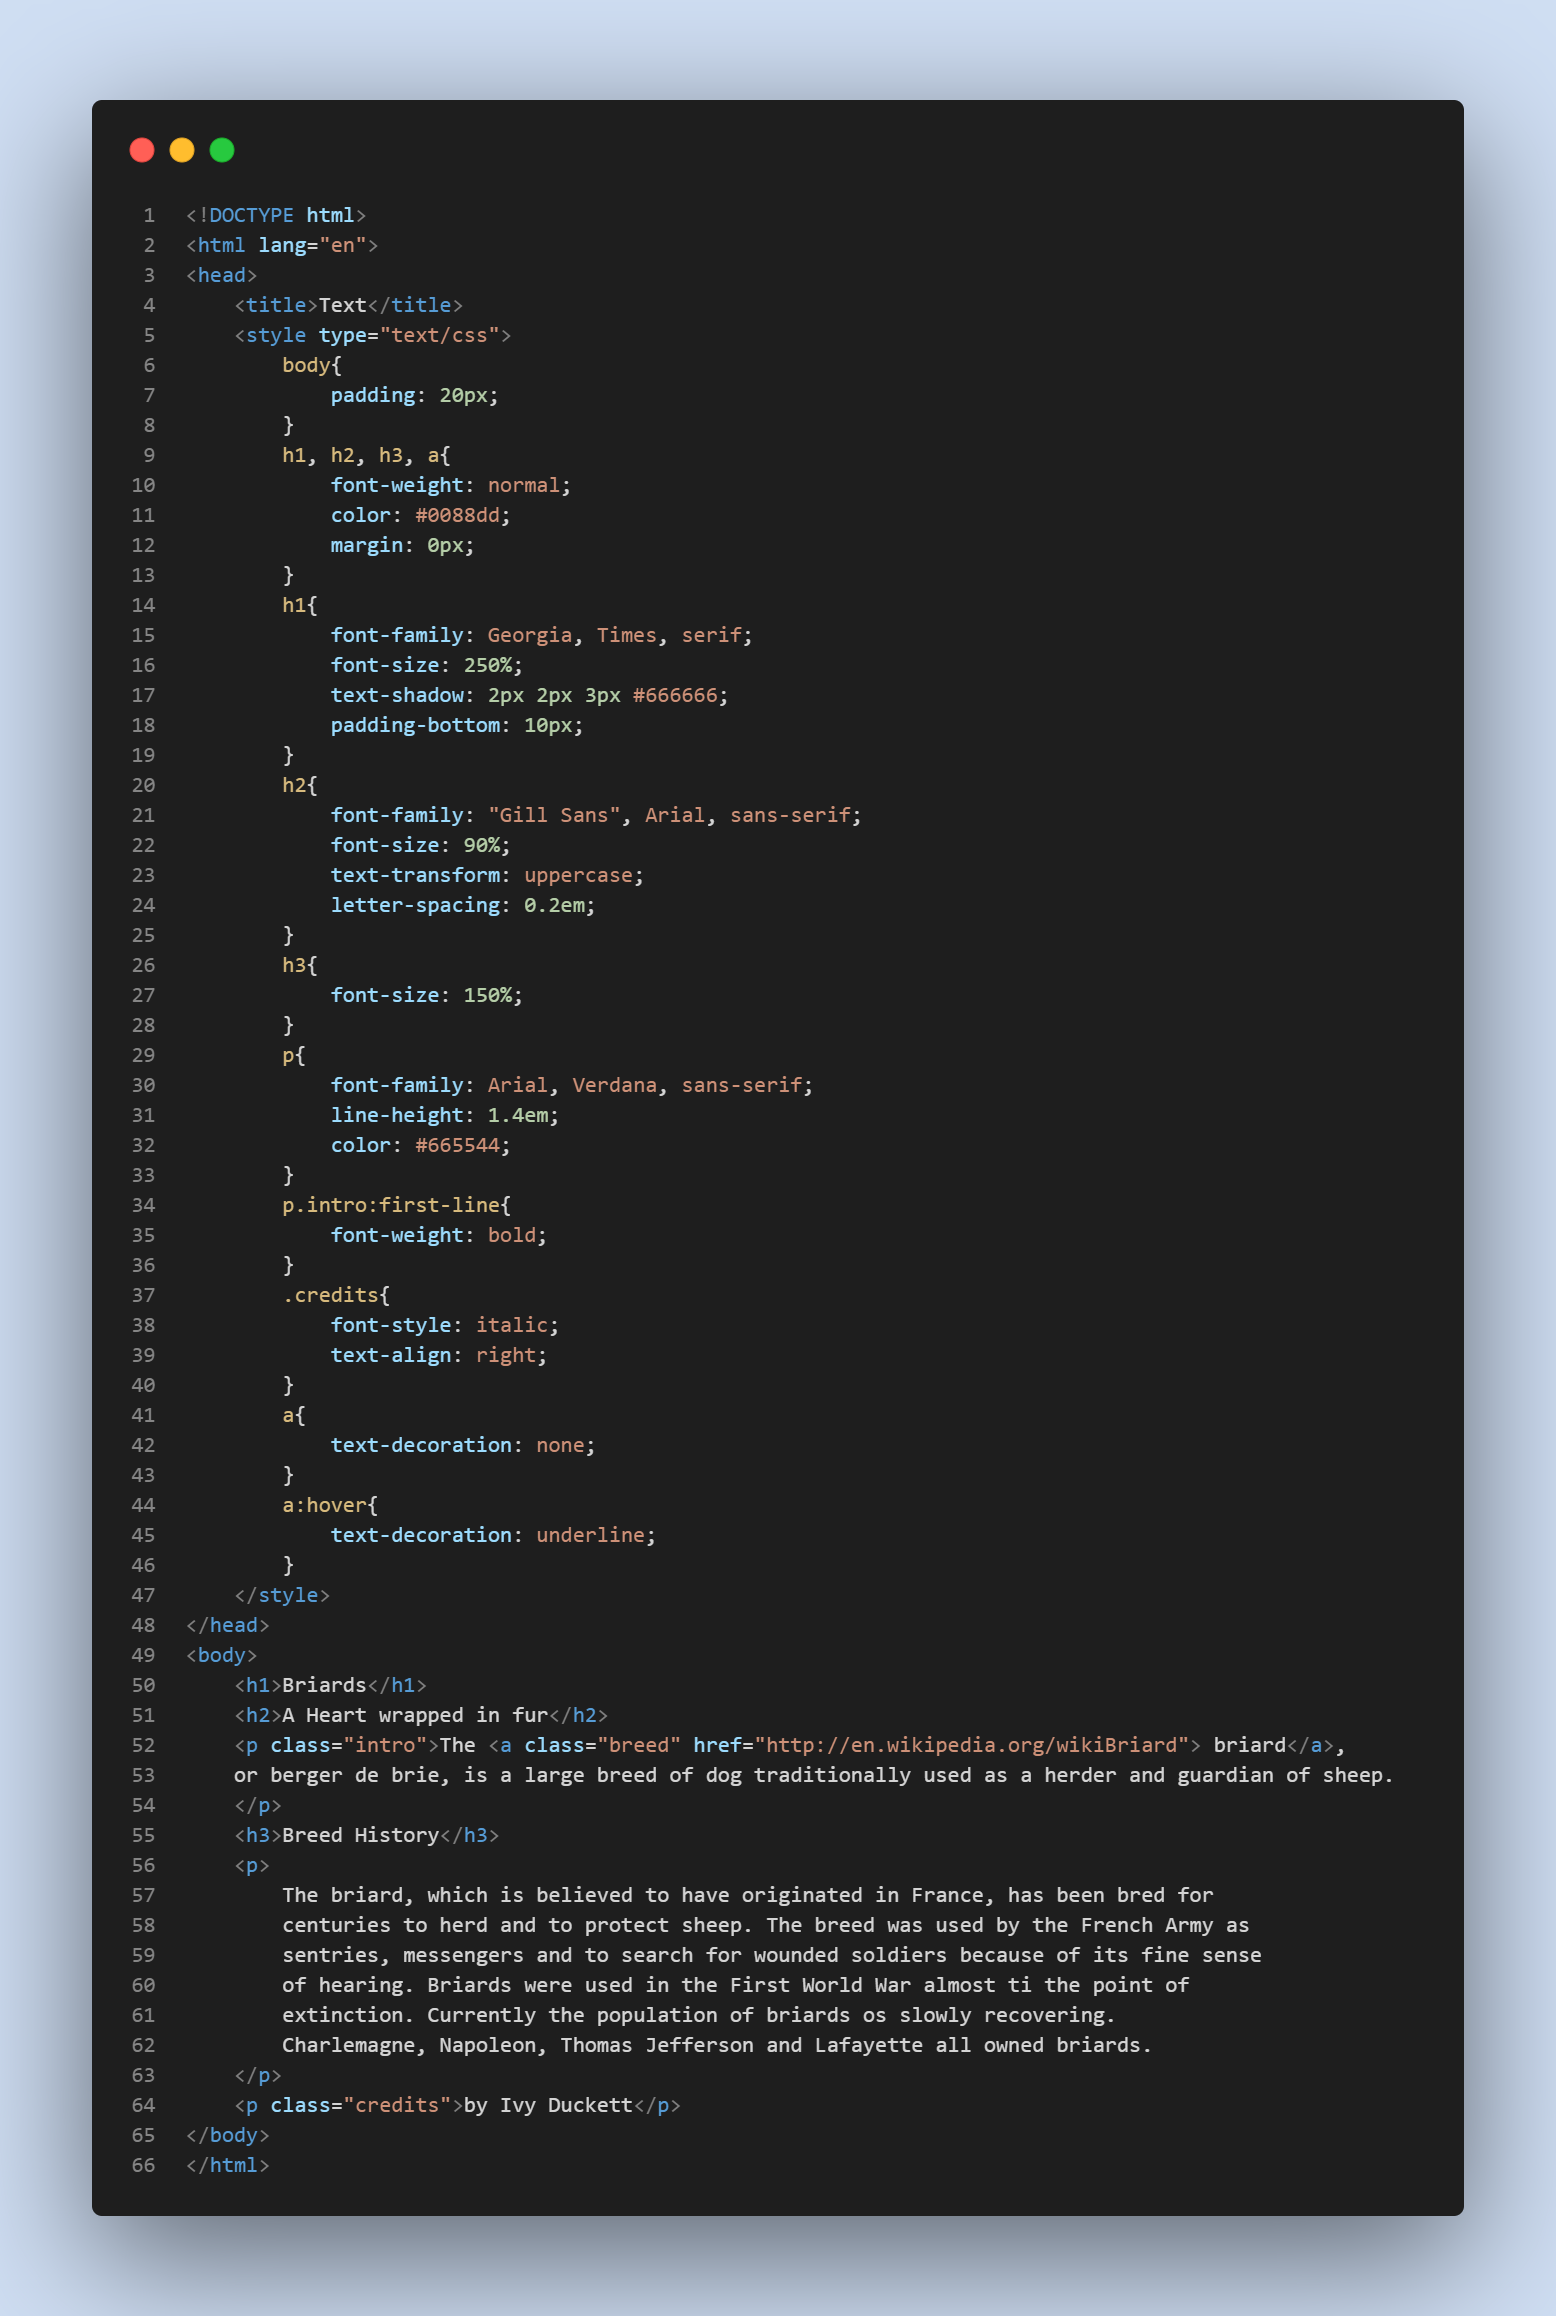 1 <!DOCTYPE html>
2 <html lang="en">
3 <head>
4     <title>Text</title>
5     <style type="text/css">
6         body{
7             padding: 20px;
8         }
9         h1, h2, h3, a{
10             font-weight: normal;
11             color: #0088dd;
12             margin: 0px;
13         }
14         h1{
15             font-family: Georgia, Times, serif;
16             font-size: 250%;
17             text-shadow: 2px 2px 3px #666666;
18             padding-bottom: 10px;
19         }
20         h2{
21             font-family: "Gill Sans", Arial, sans-serif;
22             font-size: 90%;
23             text-transform: uppercase;
24             letter-spacing: 0.2em;
25         }
26         h3{
27             font-size: 150%;
28         }
29         p{
30             font-family: Arial, Verdana, sans-serif;
31             line-height: 1.4em;
32             color: #665544;
33         }
34         p.intro:first-line{
35             font-weight: bold;
36         }
37         .credits{
38             font-style: italic;
39             text-align: right;
40         }
41         a{
42             text-decoration: none;
43         }
44         a:hover{
45             text-decoration: underline;
46         }
47     </style>
48 </head>
49 <body>
50     <h1>Briards</h1>
51     <h2>A Heart wrapped in fur</h2>
52     <p class="intro">The <a class="breed" href="http://en.wikipedia.org/wikiBriard"> briard</a>,
53     or berger de brie, is a large breed of dog traditionally used as a herder and guardian of sheep.
54     </p>
55     <h3>Breed History</h3>
56     <p>
57         The briard, which is believed to have originated in France, has been bred for
58         centuries to herd and to protect sheep. The breed was used by the French Army as
59         sentries, messengers and to search for wounded soldiers because of its fine sense
60         of hearing. Briards were used in the First World War almost ti the point of
61         extinction. Currently the population of briards os slowly recovering.
62         Charlemagne, Napoleon, Thomas Jefferson and Lafayette all owned briards.
63     </p>
64     <p class="credits">by Ivy Duckett</p>
65 </body>
66 </html>